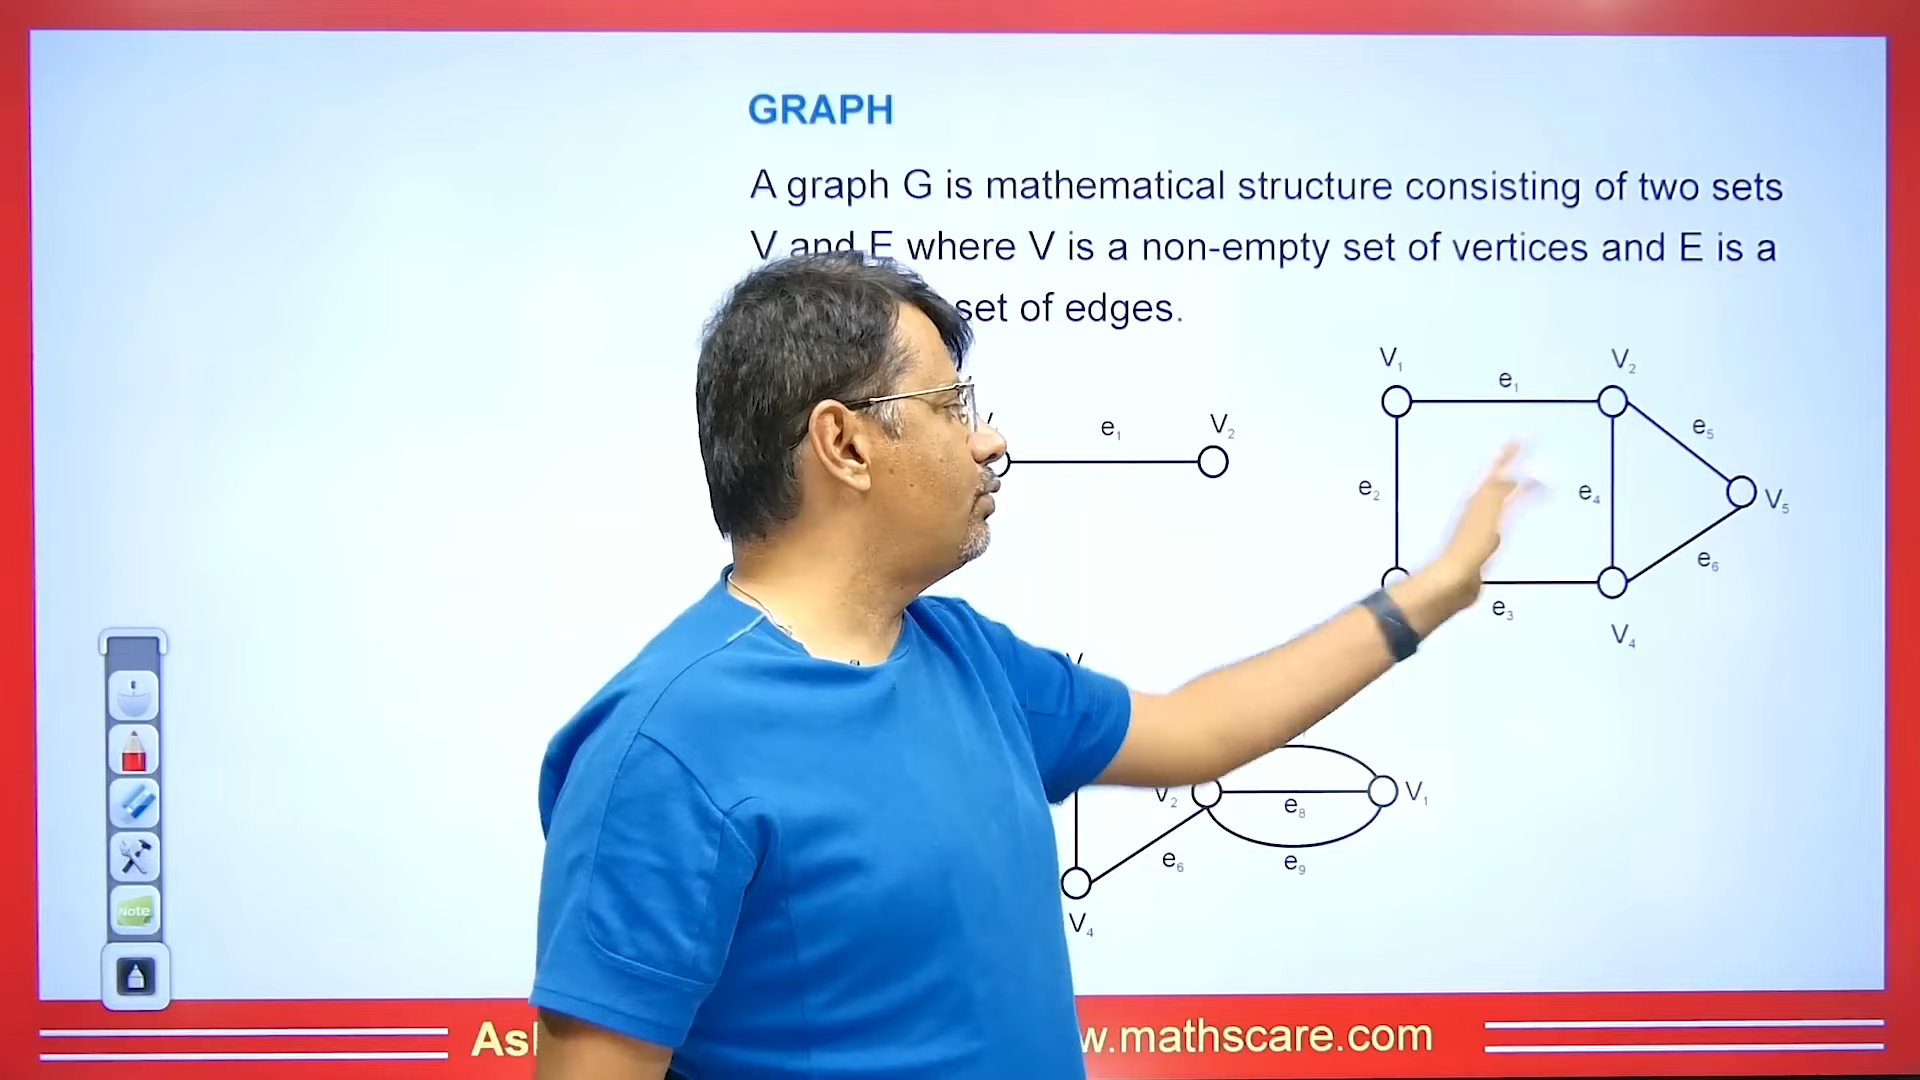 GRAPH
A graph G is mathematical structure consisting of two sets
V and E where V is a non-empty set of vertices and E is a
set of edges.
V₁ e₁ V₂
e₅
e₁ V₂
e₂ e₄ V₅
e₆
e₃
V₄
V₂ e₈ V₁
e₆ e₉
V₄
Note
www.mathscare.com